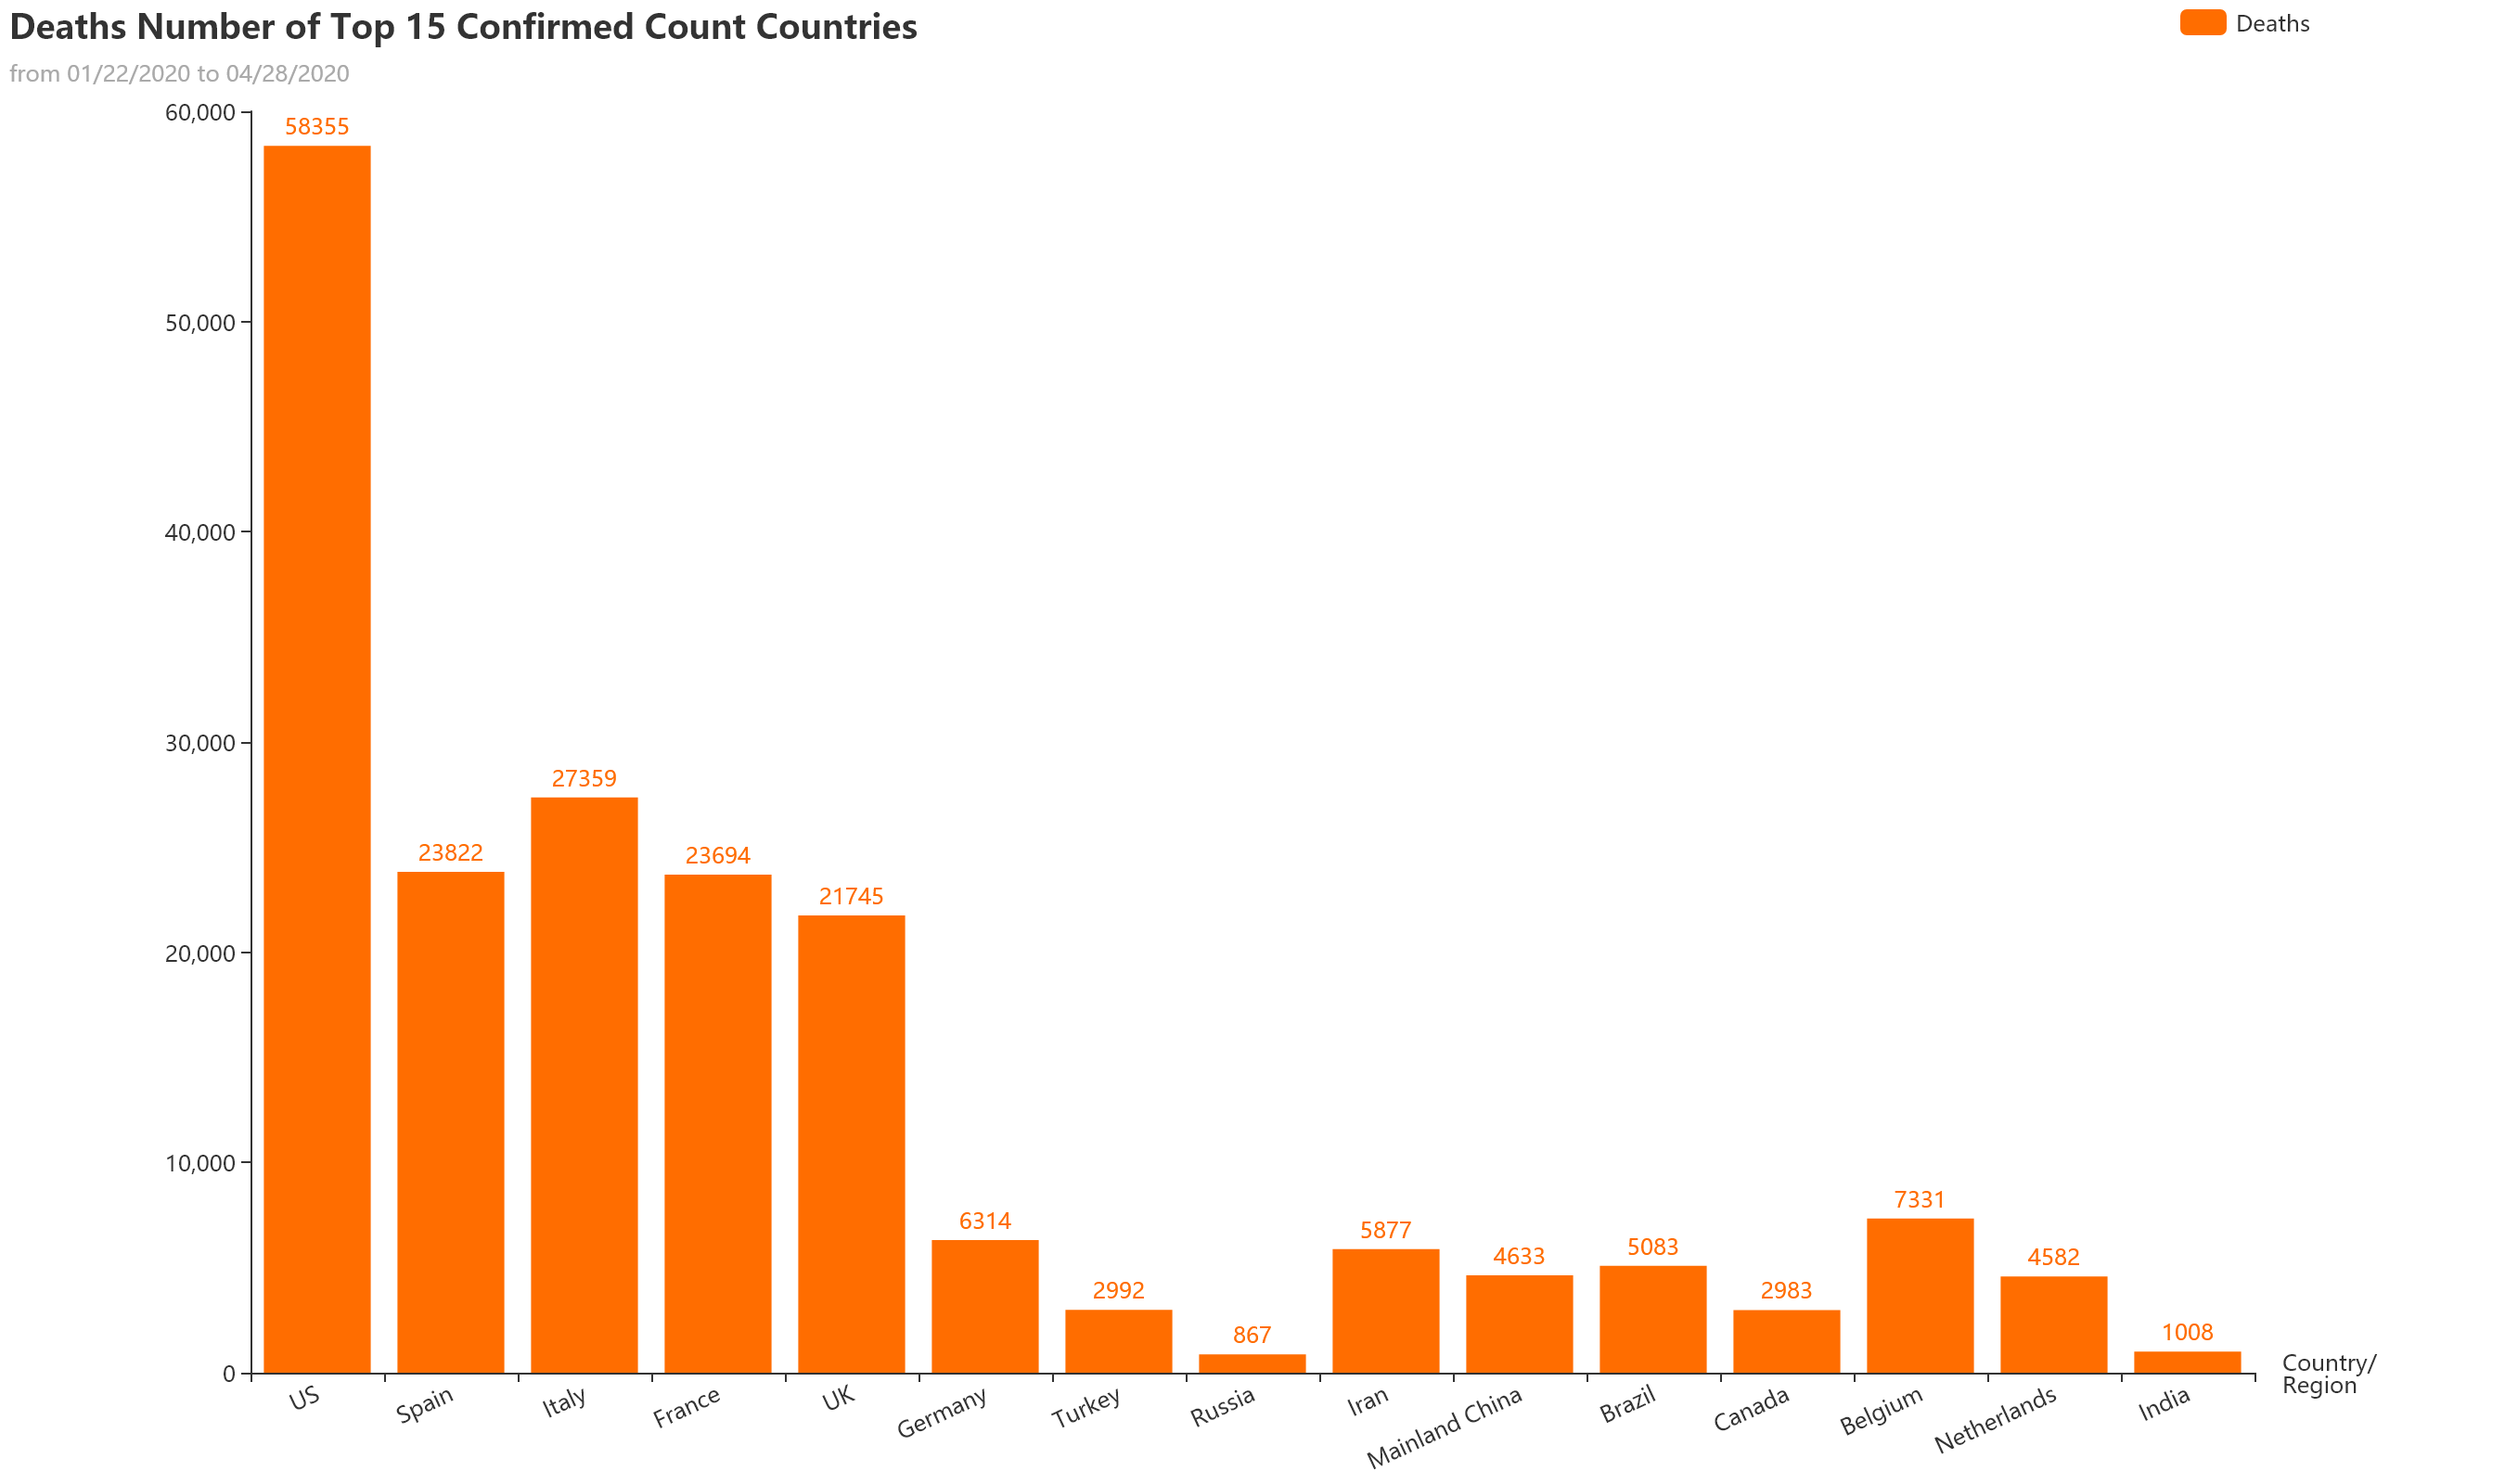 Deaths Number of Top 15 Confirmed Count Countries
from 01/22/2020 to 04/28/2020
Deaths
60,000
50,000
40,000
30,000
20,000
10,000
0
58355
23822
27359
23694
21745
6314
2992
867
5877
4633
5083
2983
7331
4582
1008
US
Spain
Italy
France
UK
Germany
Turkey
Russia
Iran
Mainland China
Brazil
Canada
Belgium
Netherlands
India
Country/
Region